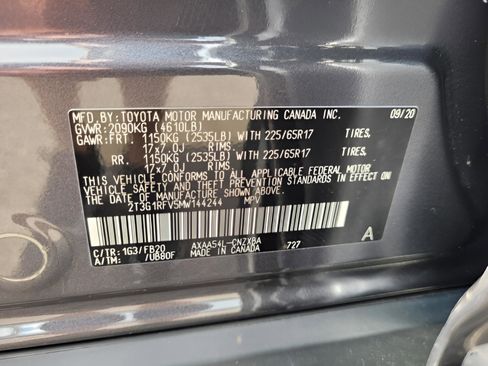 MFD.BY:TOYOTA MOTOR MANUFACTURING CANADA INC. 09/20
GVWR:2090KG (4610LB)
GAWR:FRT. 1150KG (2535LB) WITH 225/65R17 TIRES.
17x7.0J RIMS.
RR. 1150KG (2535LB) WITH 225/65R17 TIRES.
17x7.0J RIMS.
THIS VEHICLE CONFORMS TO ALL APPLICABLE FEDERAL MOTOR
VEHICLE SAFETY, BUMPER, AND THEFT PREVENTION STANDARDS
IN EFFECT ON THE DATE OF MANUFACTURE SHOWN ABOVE.
2T3G1RFV5MW144244 MPV
C/TR:1G3/FB20 AXAA54L-CNZXBA 727 A
A/TM: /UB80F MADE IN CANADA